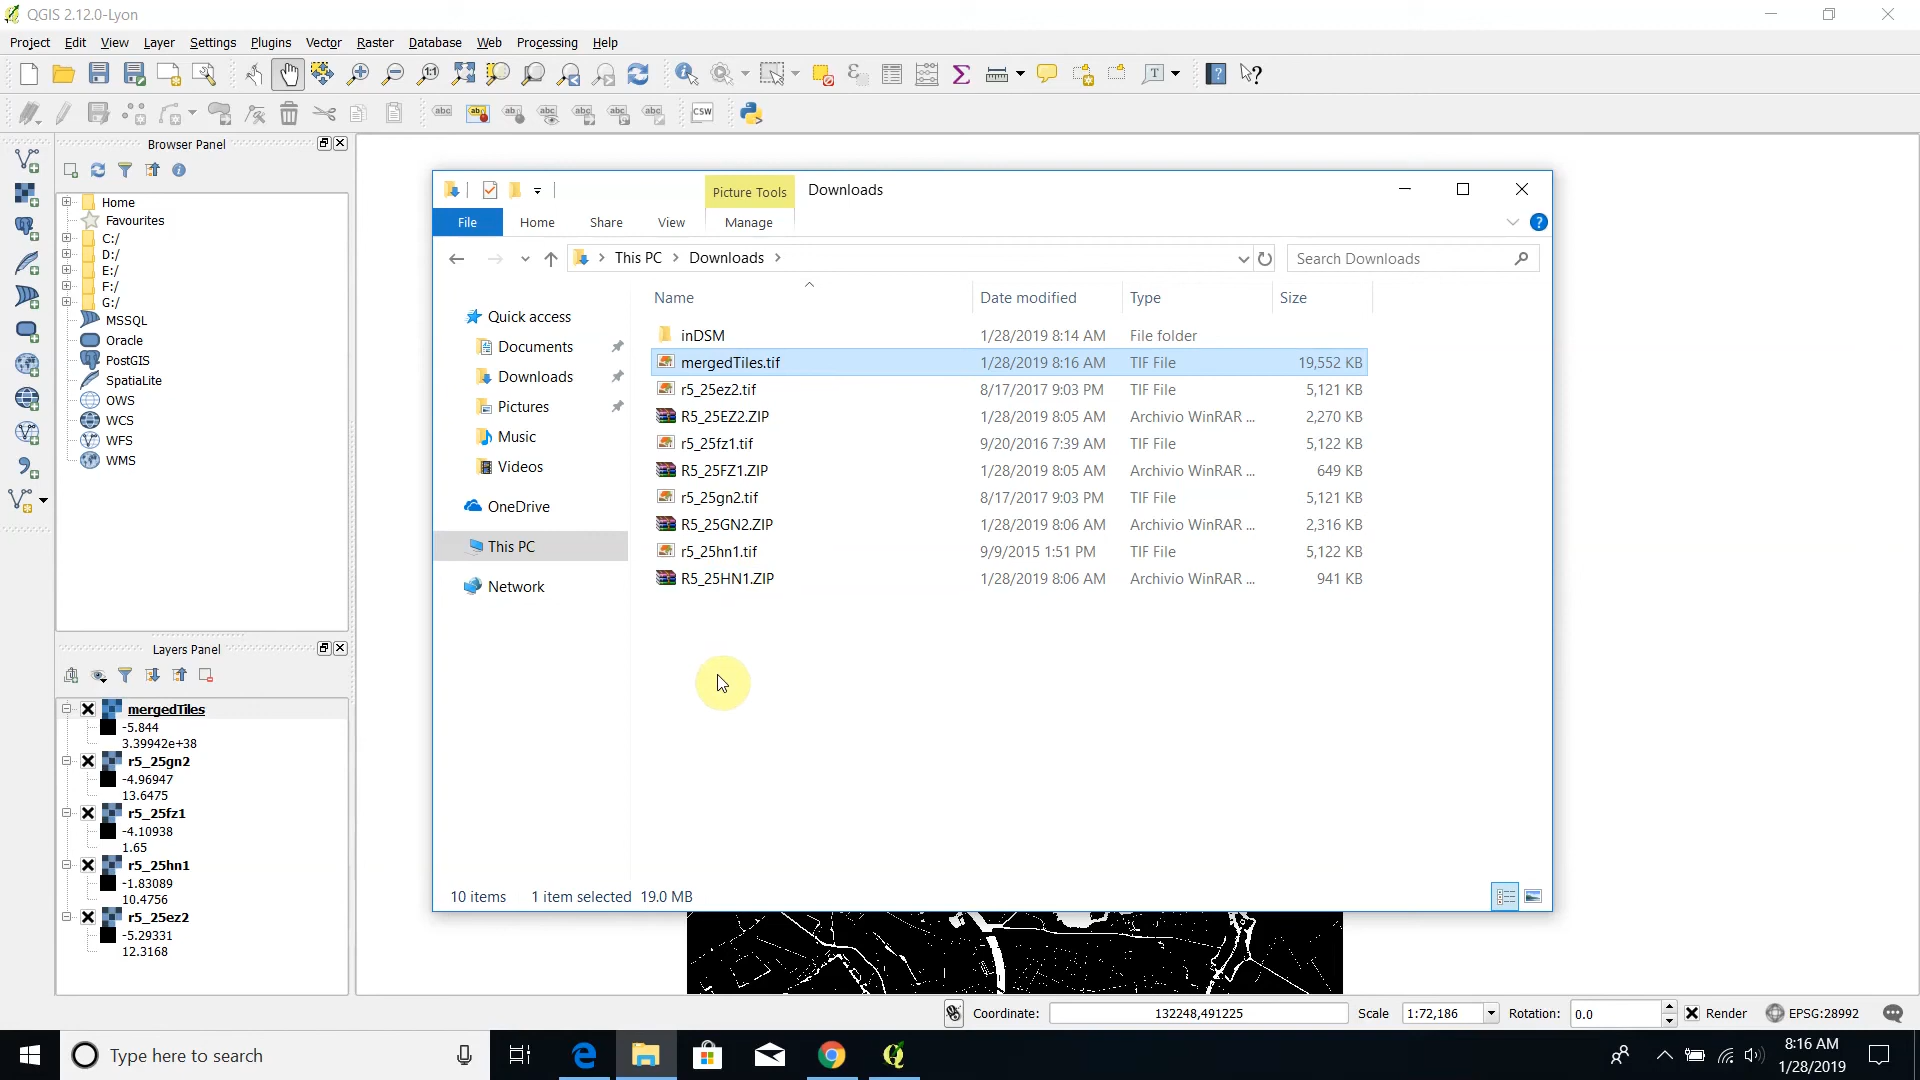 QGIS 2.12.0-Lyon
Project Edit View Layer Settings Plugins Vector Raster Database Web Processing Help
1:1
T
abc ab abc abc abc abc abc CSW
Browser Panel
Home
Favourites
C:/
D:/
E:/
F:/
G:/
MSSQL
Oracle
PostGIS
SpatiaLite
OWS
WCS
WFS
WMS
Layers Panel
mergedTiles
-5.844
3.39942e+38
r5_25gn2
-4.96947
13.6475
r5_25fz1
-4.10938
1.65
r5_25hn1
-1.83089
10.4756
r5_25ez2
-5.29331
12.3168
Picture Tools Downloads
File Home Share View Manage
This PC > Downloads >
Search Downloads
Quick access
Documents
Downloads
Pictures
Music
Videos
OneDrive
This PC
Network
Name Date modified Type Size
inDSM 1/28/2019 8:14 AM File folder
mergedTiles.tif 1/28/2019 8:16 AM TIF File 19,552 KB
r5_25ez2.tif 8/17/2017 9:03 PM TIF File 5,121 KB
R5_25EZ2.ZIP 1/28/2019 8:05 AM Archivio WinRAR ... 2,270 KB
r5_25fz1.tif 9/20/2016 7:39 AM TIF File 5,122 KB
R5_25FZ1.ZIP 1/28/2019 8:05 AM Archivio WinRAR ... 649 KB
r5_25gn2.tif 8/17/2017 9:03 PM TIF File 5,121 KB
R5_25GN2.ZIP 1/28/2019 8:06 AM Archivio WinRAR ... 2,316 KB
r5_25hn1.tif 9/9/2015 1:51 PM TIF File 5,122 KB
R5_25HN1.ZIP 1/28/2019 8:06 AM Archivio WinRAR ... 941 KB
10 items 1 item selected 19.0 MB
Coordinate: 132248,491225 Scale 1:72,186 Rotation: 0.0 Render EPSG:28992
Type here to search
8:16 AM
1/28/2019